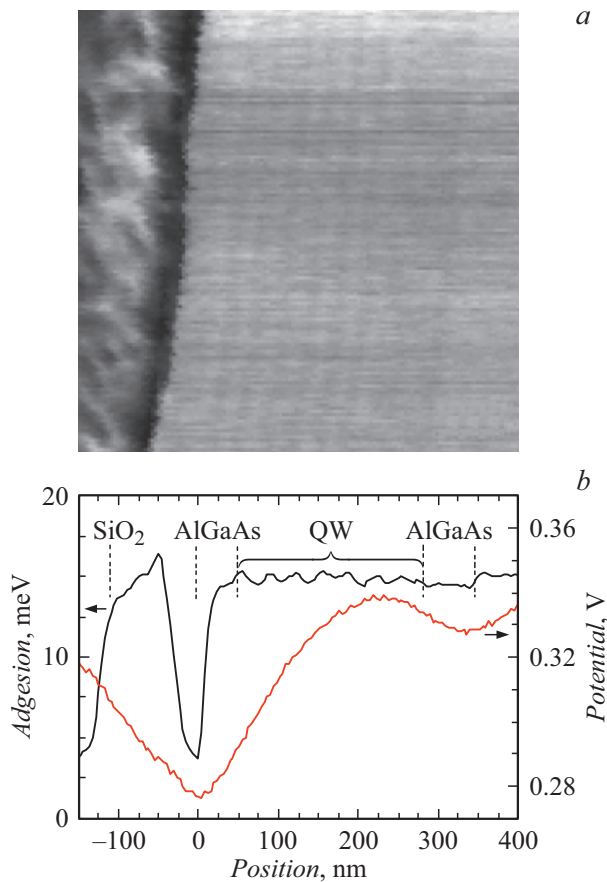 a
b
20
10
0
Adgesion, meV
SiO2
AlGaAs
QW
AlGaAs
0.36
0.32
0.28
Potential, V
−100
0
100
200
300
400
Position, nm